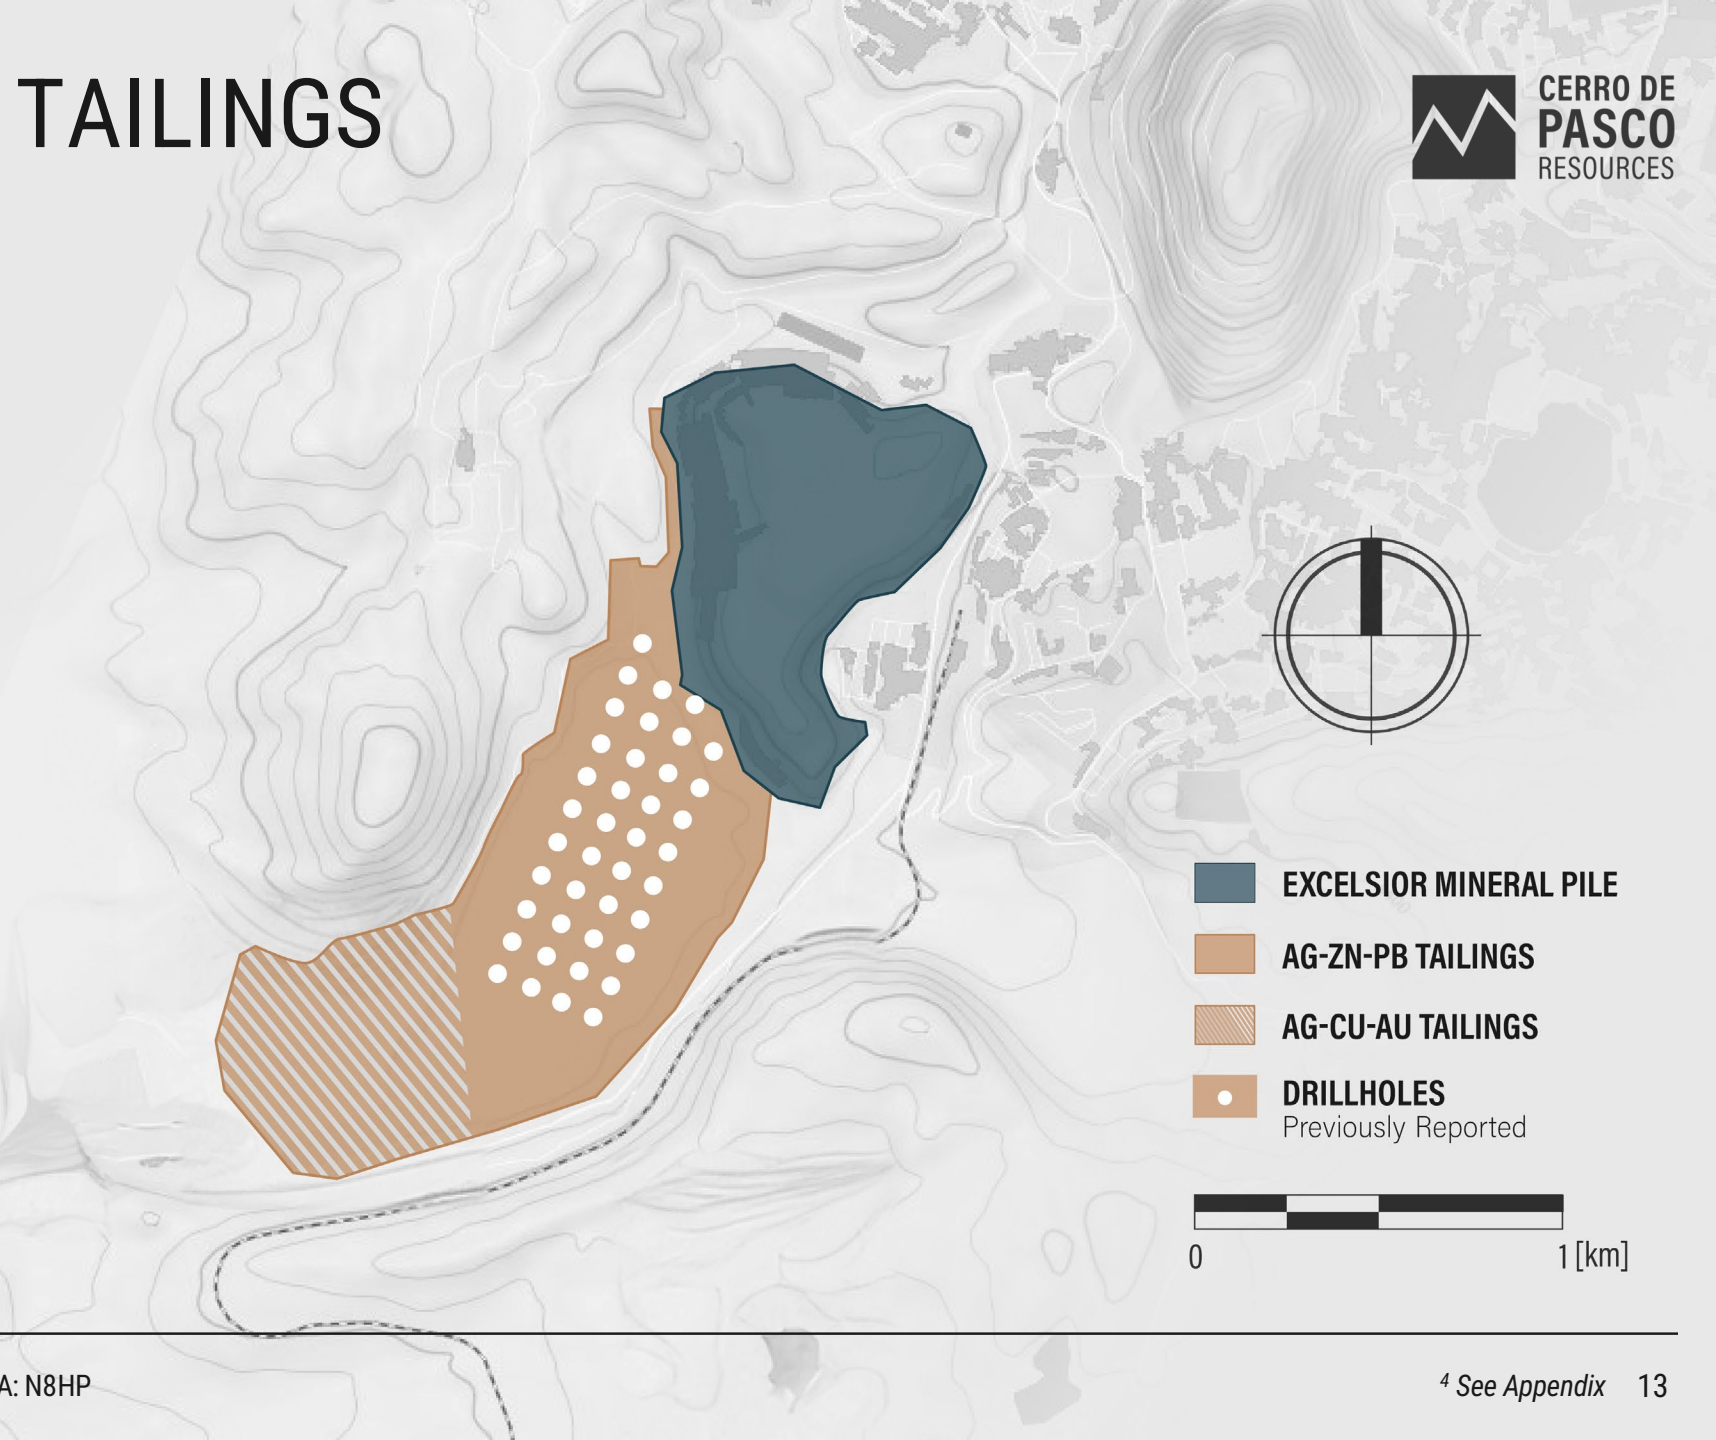 TAILINGS
CERRO DE
PASCO
RESOURCES
EXCELSIOR MINERAL PILE
AG-ZN-PB TAILINGS
AG-CU-AU TAILINGS
DRILLHOLES
Previously Reported
0 1 [km]
A: N8HP
4 See Appendix 13